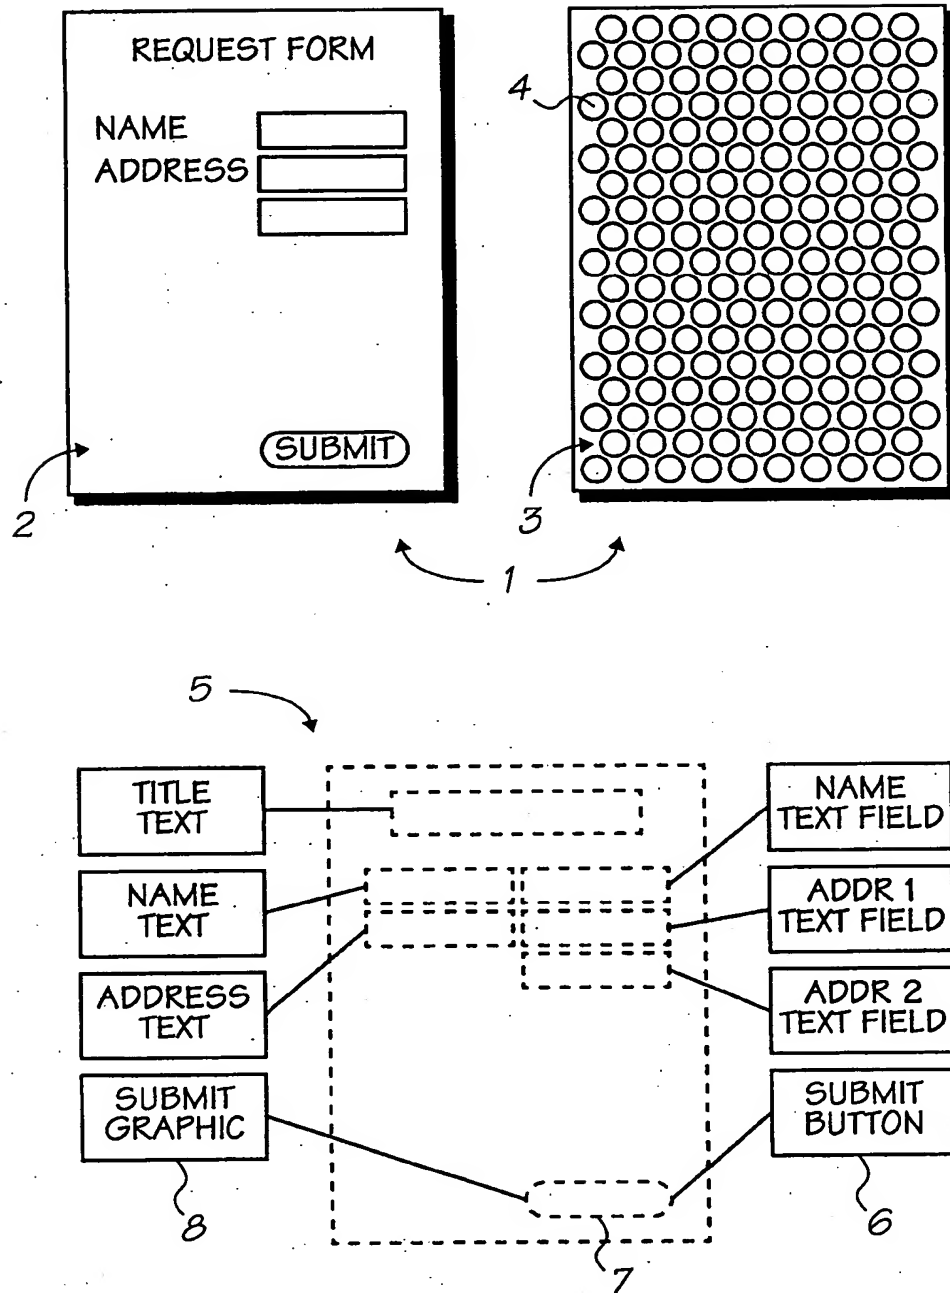 REQUEST FORM
NAME
ADDRESS
SUBMIT
2
4
3
1
5
TITLE
TEXT
NAME
TEXT
ADDRESS
TEXT
SUBMIT
GRAPHIC
8
NAME
TEXT FIELD
ADDR 1
TEXT FIELD
ADDR 2
TEXT FIELD
SUBMIT
BUTTON
6
7